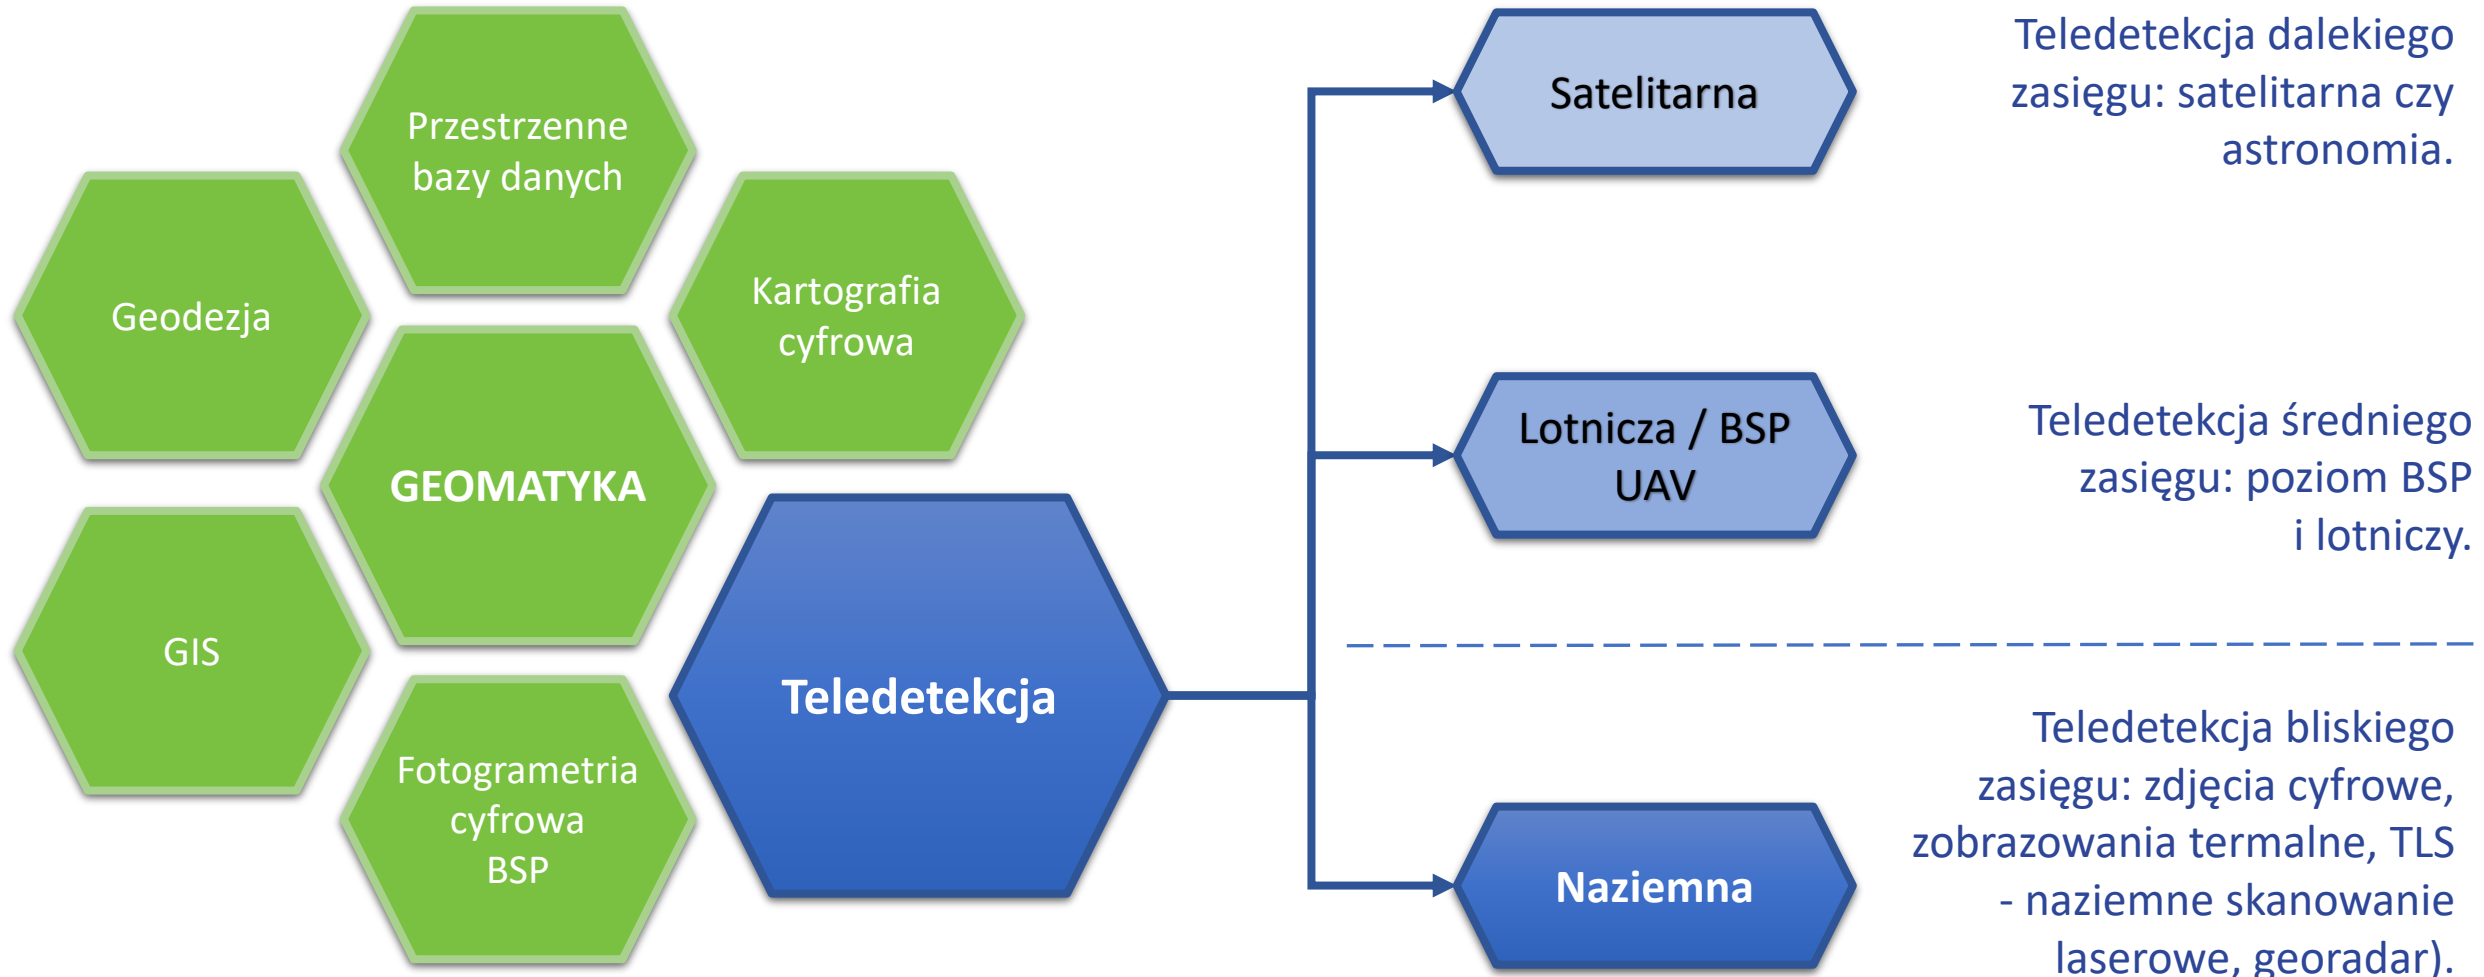 Przestrzenne
bazy danych
Geodezja
Kartografia
cyfrowa
GEOMATYKA
GIS
Fotogrametria
cyfrowa
BSP
Teledetekcja
Satelitarna
Teledetekcja dalekiego
zasięgu: satelitarna czy
astronomia.
Lotnicza / BSP
UAV
Teledetekcja średniego
zasięgu: poziom BSP
i lotniczy.
Naziemna
Teledetekcja bliskiego
zasięgu: zdjęcia cyfrowe,
zobrazowania termalne, TLS
- naziemne skanowanie
laserowe, georadar).